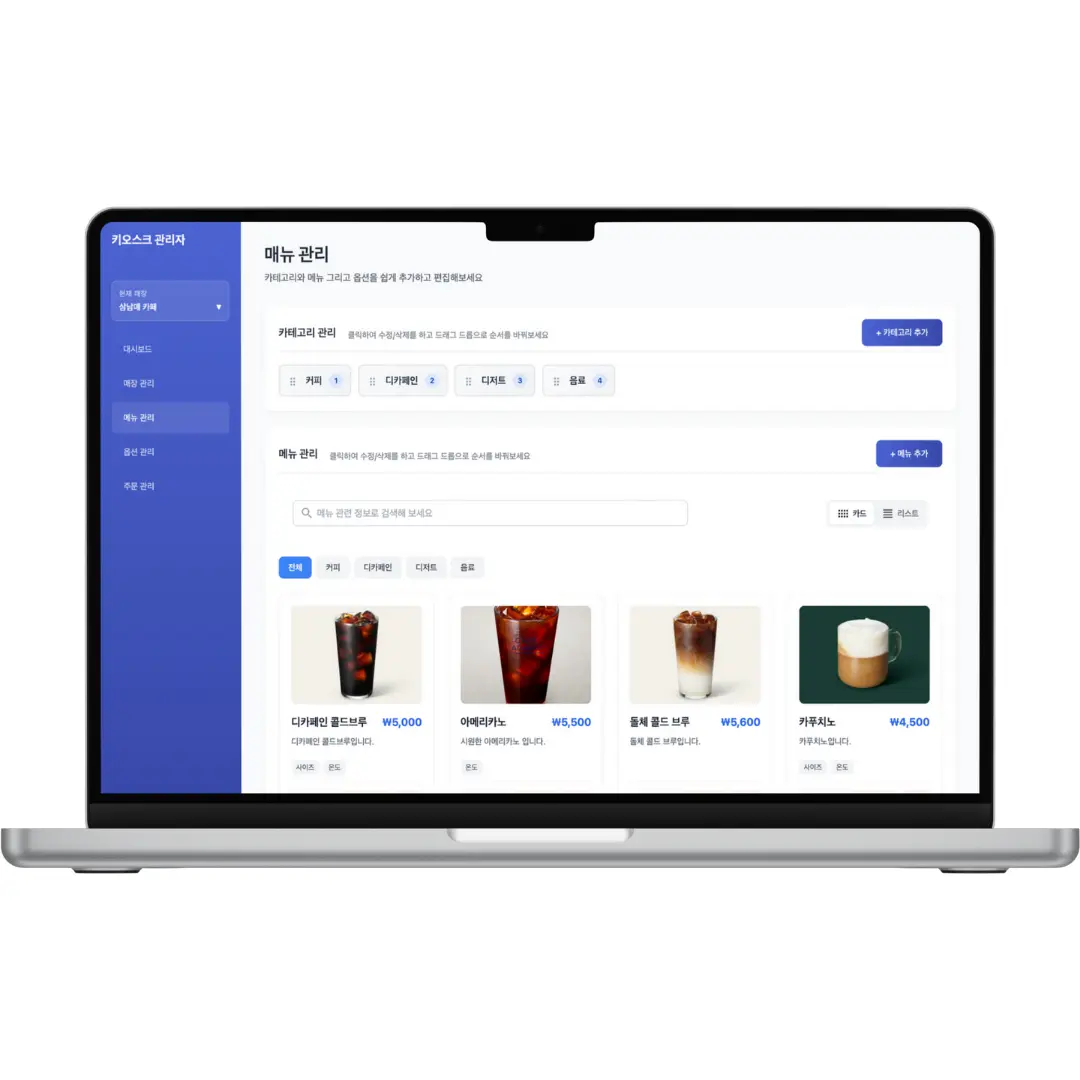 키오스크 관리자
현재 매장
삼남매 카페 ▼
대시보드
매장 관리
메뉴 관리
옵션 관리
주문 관리
매뉴 관리
카테고리와 메뉴 그리고 옵션을 쉽게 추가하고 편집해보세요
카테고리 관리 클릭하여 수정/삭제를 하고 드래그 드롭으로 순서를 바꿔보세요
+ 카테고리 추가
커피 1 디카페인 2 디저트 3 음료 4
메뉴 관리 클릭하여 수정/삭제를 하고 드래그 드롭으로 순서를 바꿔보세요
+ 메뉴 추가
메뉴 관련 정보로 검색해 보세요
카드 리스트
전체 커피 디카페인 디저트 음료
디카페인 콜드브루 ₩5,000
디카페인 콜드브루입니다.
사이즈 온도
아메리카노 ₩5,500
시원한 아메리카노 입니다.
온도
돌체 콜드 브루 ₩5,600
돌체 콜드 브루입니다.
카푸치노 ₩4,500
카푸치노입니다.
사이즈 온도